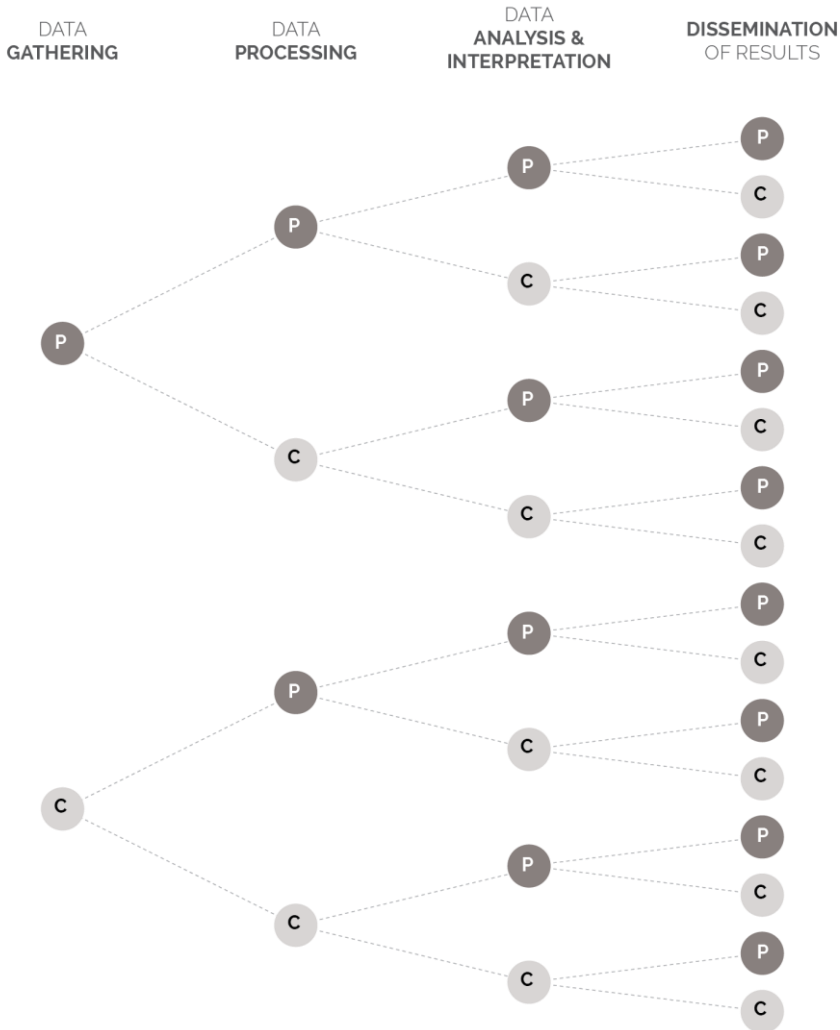 DATA
GATHERING
DATA
PROCESSING
DATA
ANALYSIS &
INTERPRETATION
DISSEMINATION
OF RESULTS
P
P
C
P
P
C
C
P
P
P
C
P
C
C
P
C
P
P
C
P
P
C
C
C
P
P
C
C
P
C